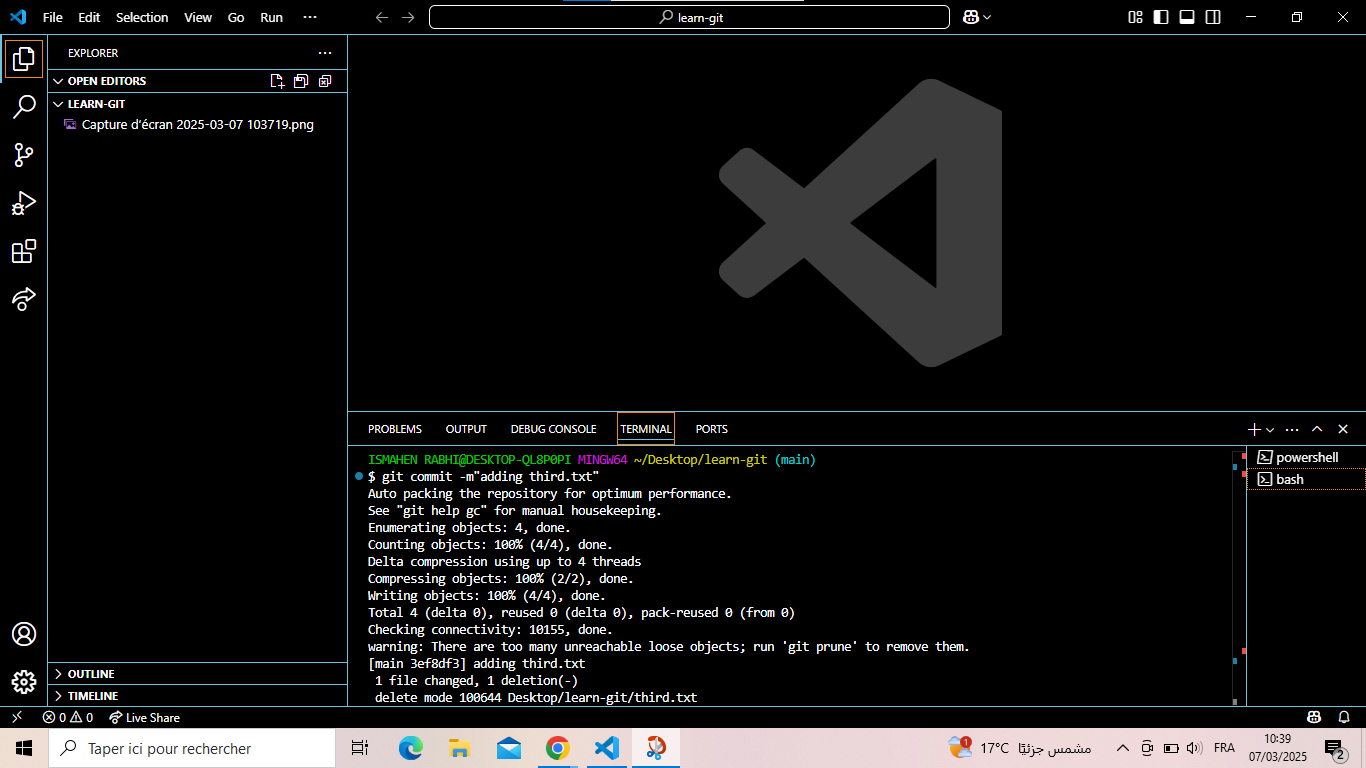 File Edit Selection View Go Run ···
learn-git
EXPLORER
OPEN EDITORS
LEARN-GIT
Capture d'écran 2025-03-07 103719.png
PROBLEMS OUTPUT DEBUG CONSOLE TERMINAL PORTS
ISMAHEN RABHI@DESKTOP-QL8P0PI MINGW64 ~/Desktop/learn-git (main)
$ git commit -m"adding third.txt"
Auto packing the repository for optimum performance.
See "git help gc" for manual housekeeping.
Enumerating objects: 4, done.
Counting objects: 100% (4/4), done.
Delta compression using up to 4 threads
Compressing objects: 100% (2/2), done.
Writing objects: 100% (4/4), done.
Total 4 (delta 0), reused 0 (delta 0), pack-reused 0 (from 0)
Checking connectivity: 10155, done.
warning: There are too many unreachable loose objects; run 'git prune' to remove them.
[main 3ef8df3] adding third.txt
1 file changed, 1 deletion(-)
delete mode 100644 Desktop/learn-git/third.txt
powershell
bash
OUTLINE
TIMELINE
0 0 Live Share
Taper ici pour rechercher
1
17°C مشمس جزئيًا
FRA
10:39
07/03/2025
2